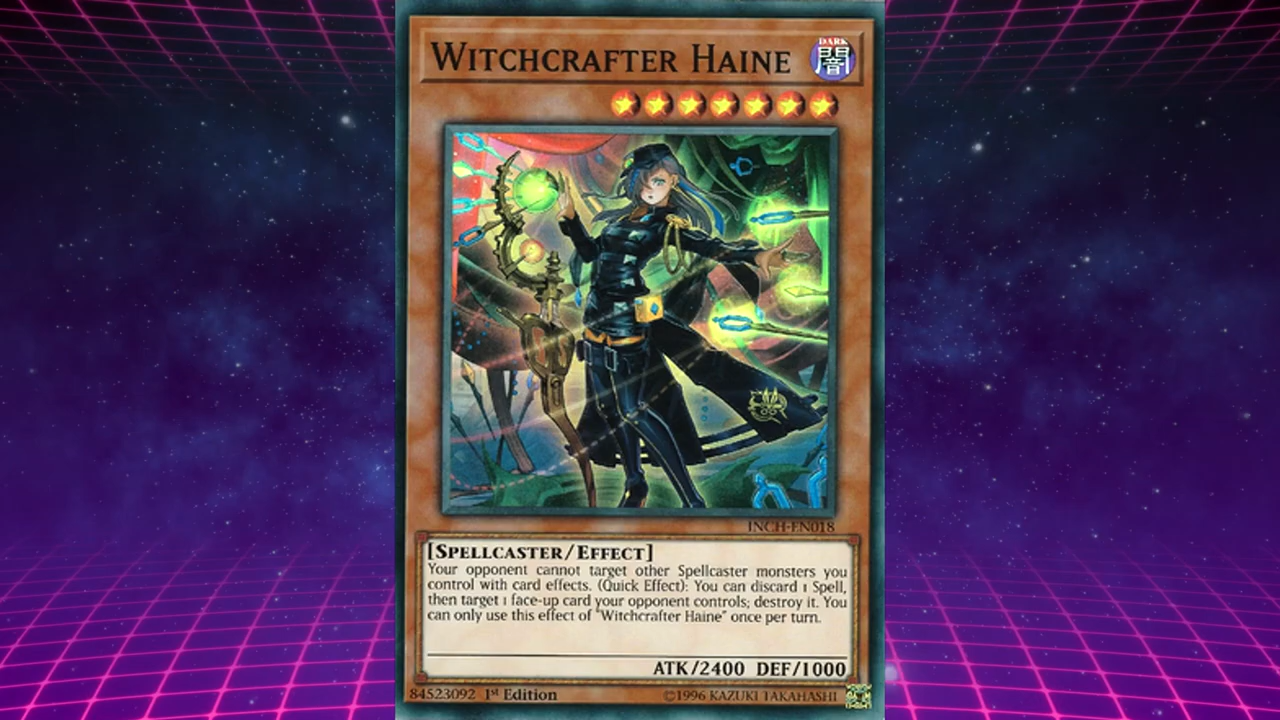 WITCHCRAFTER HAINE
DARK
闇
INCH-EN018
[SPELLCASTER/EFFECT]
Your opponent cannot target other Spellcaster monsters you
control with card effects. (Quick Effect): You can discard 1 Spell,
then target 1 face-up card your opponent controls; destroy it. You
can only use this effect of "Witchcrafter Haine" once per turn.
ATK/2400 DEF/1000
84523092 1st Edition
©1996 KAZUKI TAKAHASHI